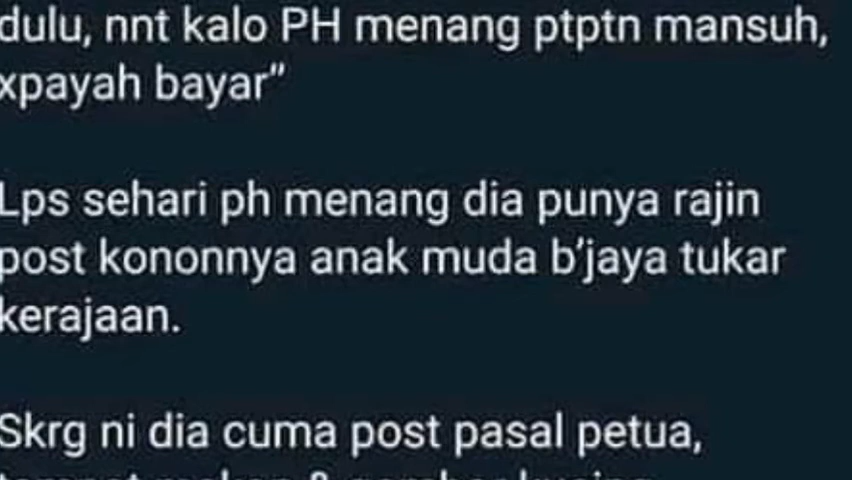 dulu, nnt kalo PH menang ptptn mansuh,
xpayah bayar”
Lps sehari ph menang dia punya rajin
post kononnya anak muda b’jaya tukar
kerajaan.
Skrg ni dia cuma post pasal petua,